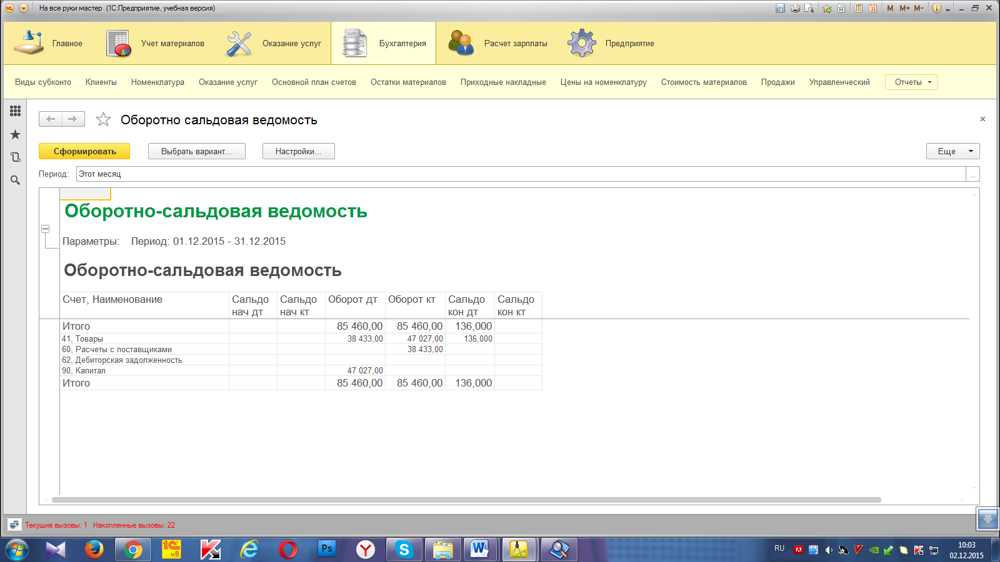 На все руки мастер (1С:Предприятие, учебная версия)
M M+ M-
Главное
Учет материалов
Оказание услуг
Бухгалтерия
Расчет зарплаты
Предприятие
Виды субконто Клиенты Номенклатура Оказание услуг Основной план счетов Остатки материалов Приходные накладные Цены на номенклатуру Стоимость материалов Продажи Управленческий Отчеты
Оборотно сальдовая ведомость
Сформировать Выбрать вариант... Настройки... Еще
Период: Этот месяц ...
Оборотно-сальдовая ведомость
Параметры: Период: 01.12.2015 - 31.12.2015
Оборотно-сальдовая ведомость
Счет, Наименование Сальдо нач дт Сальдо нач кт Оборот дт Оборот кт Сальдо кон дт Сальдо кон кт
Итого 85 460,00 85 460,00 136,000
41, Товары 38 433,00 47 027,00 136,000
60, Расчеты с поставщиками 38 433,00
62, Дебиторская задолженность
90, Капитал 47 027,00
Итого 85 460,00 85 460,00 136,000
Текущие вызовы: 1 Накопленные вызовы: 22
RU
10:03
02.12.2015